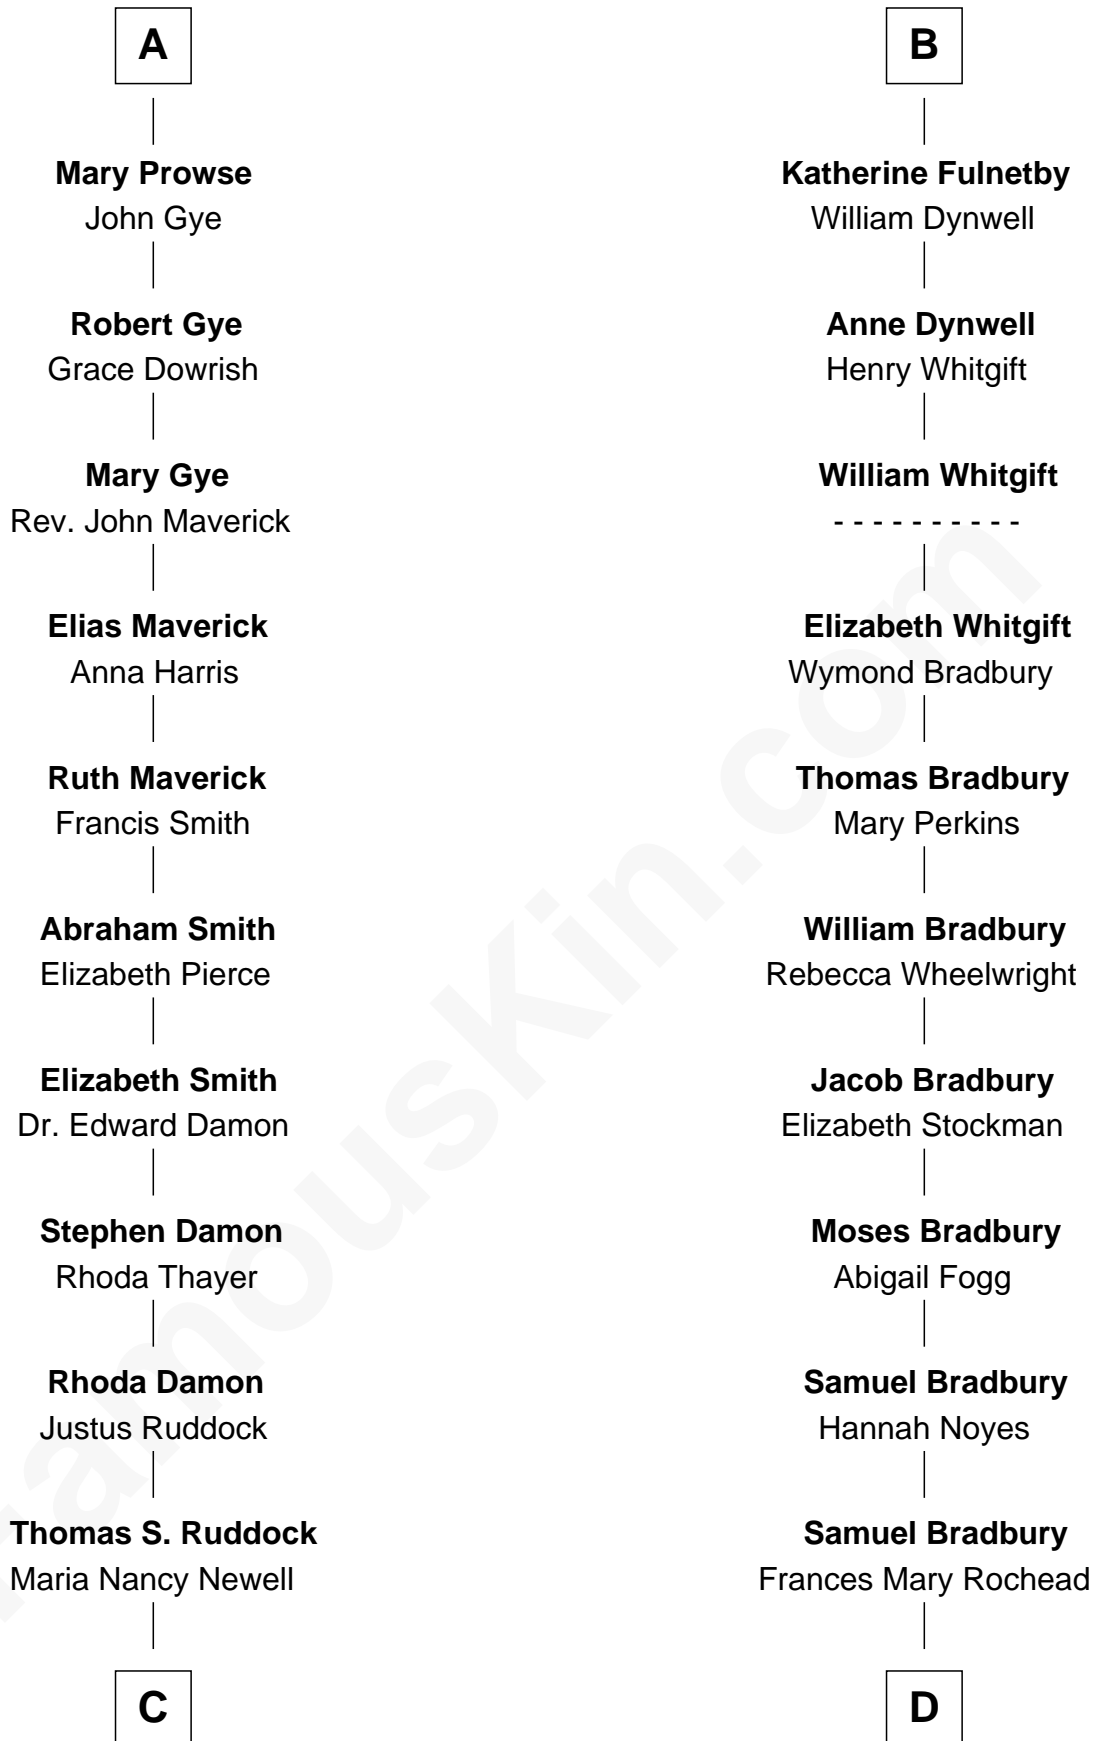 A
Mary Prowse
John Gye
Robert Gye
Grace Dowrish
Mary Gye
Rev. John Maverick
Elias Maverick
Anna Harris
Ruth Maverick
Francis Smith
Abraham Smith
Elizabeth Pierce
Elizabeth Smith
Dr. Edward Damon
Stephen Damon
Rhoda Thayer
Rhoda Damon
Justus Ruddock
Thomas S. Ruddock
Maria Nancy Newell
C
B
Katherine Fulnetby
William Dynwell
Anne Dynwell
Henry Whitgift
William Whitgift
- - - - - - - - - -
Elizabeth Whitgift
Wymond Bradbury
Thomas Bradbury
Mary Perkins
William Bradbury
Rebecca Wheelwright
Jacob Bradbury
Elizabeth Stockman
Moses Bradbury
Abigail Fogg
Samuel Bradbury
Hannah Noyes
Samuel Bradbury
Frances Mary Rochead
D
FamousKin.com